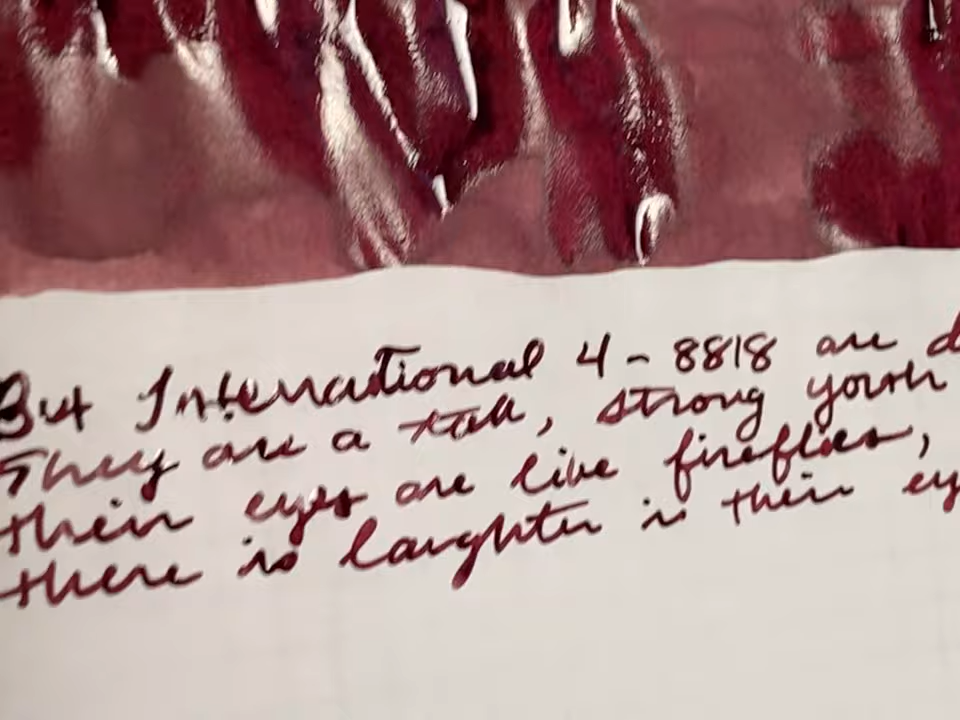 But International 4-8818 are
They are a tall, strong youth
their eyes are like fireflies,
there is laughter in their